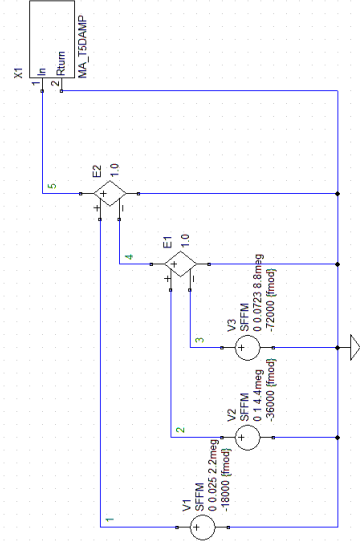 X1
1 In
2 Rturn
MA_T5DAMP
5
E2
1.0
4
E1
1.0
3
V3
SFFM
0 0.0723 8.8meg
-72000 {fmod}
2
V2
SFFM
0 1 4.4meg
-36000 {fmod}
1
V1
SFFM
0 0.025 2.2meg
-18000 {fmod}